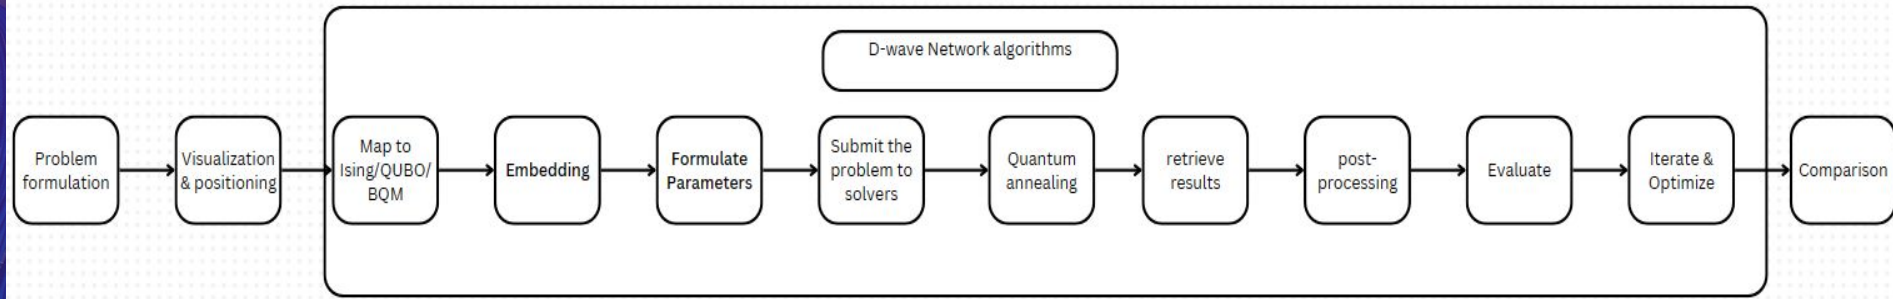 D-wave Network algorithms
Problem
formulation
Visualization
& positioning
Map to
Ising/QUBO/
BQM
Embedding
Formulate
Parameters
Submit the
problem to
solvers
Quantum
annealing
retrieve
results
post-
processing
Evaluate
Iterate &
Optimize
Comparison